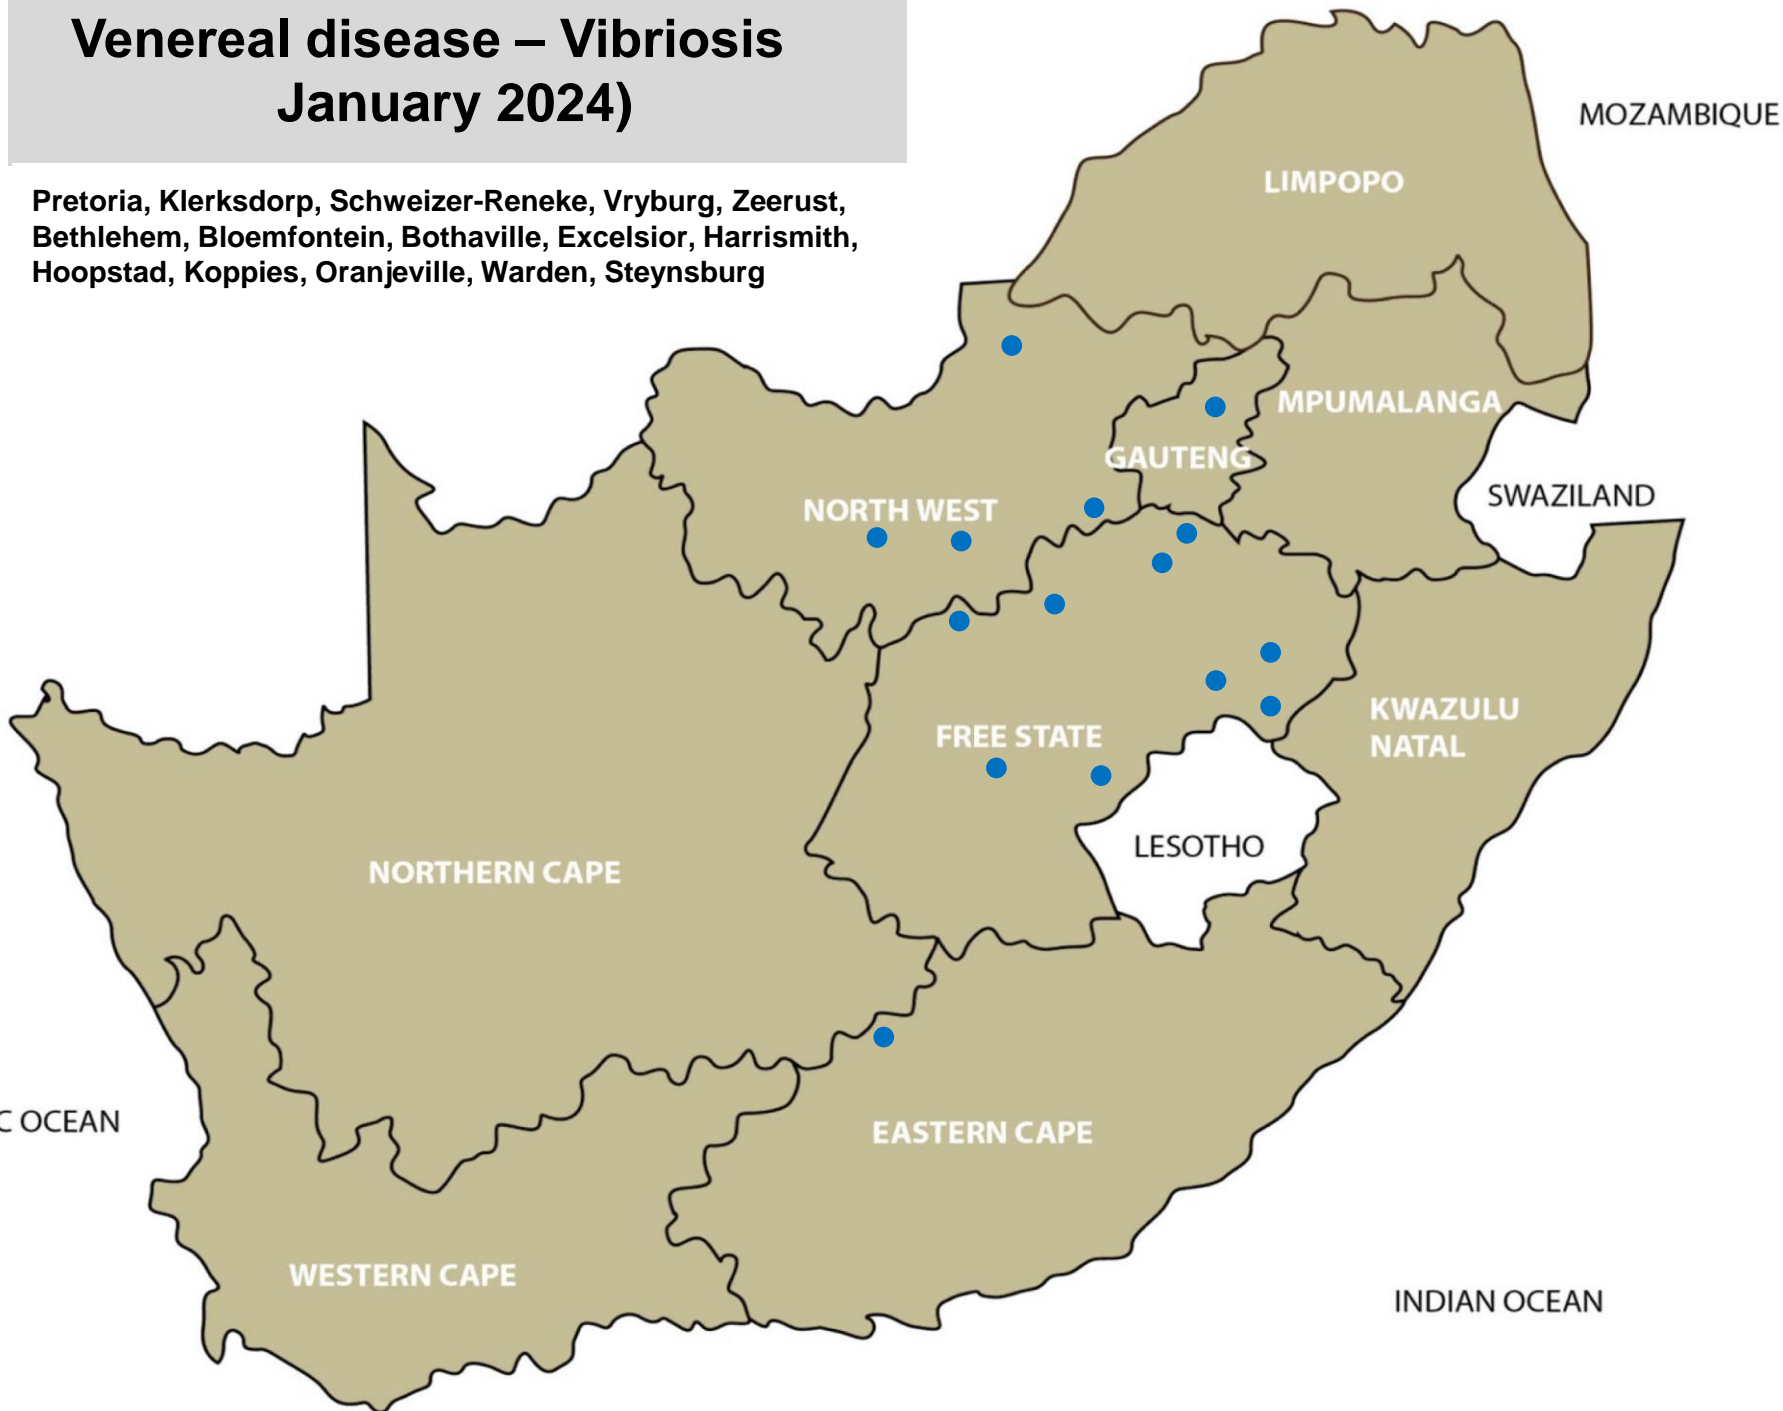 Venereal disease – Vibriosis
January 2024)
Pretoria, Klerksdorp, Schweizer-Reneke, Vryburg, Zeerust,
Bethlehem, Bloemfontein, Bothaville, Excelsior, Harrismith,
Hoopstad, Koppies, Oranjeville, Warden, Steynsburg
MOZAMBIQUE
LIMPOPO
MPUMALANGA
GAUTENG
SWAZILAND
NORTH WEST
KWAZULU
NATAL
FREE STATE
LESOTHO
NORTHERN CAPE
C OCEAN
EASTERN CAPE
WESTERN CAPE
INDIAN OCEAN